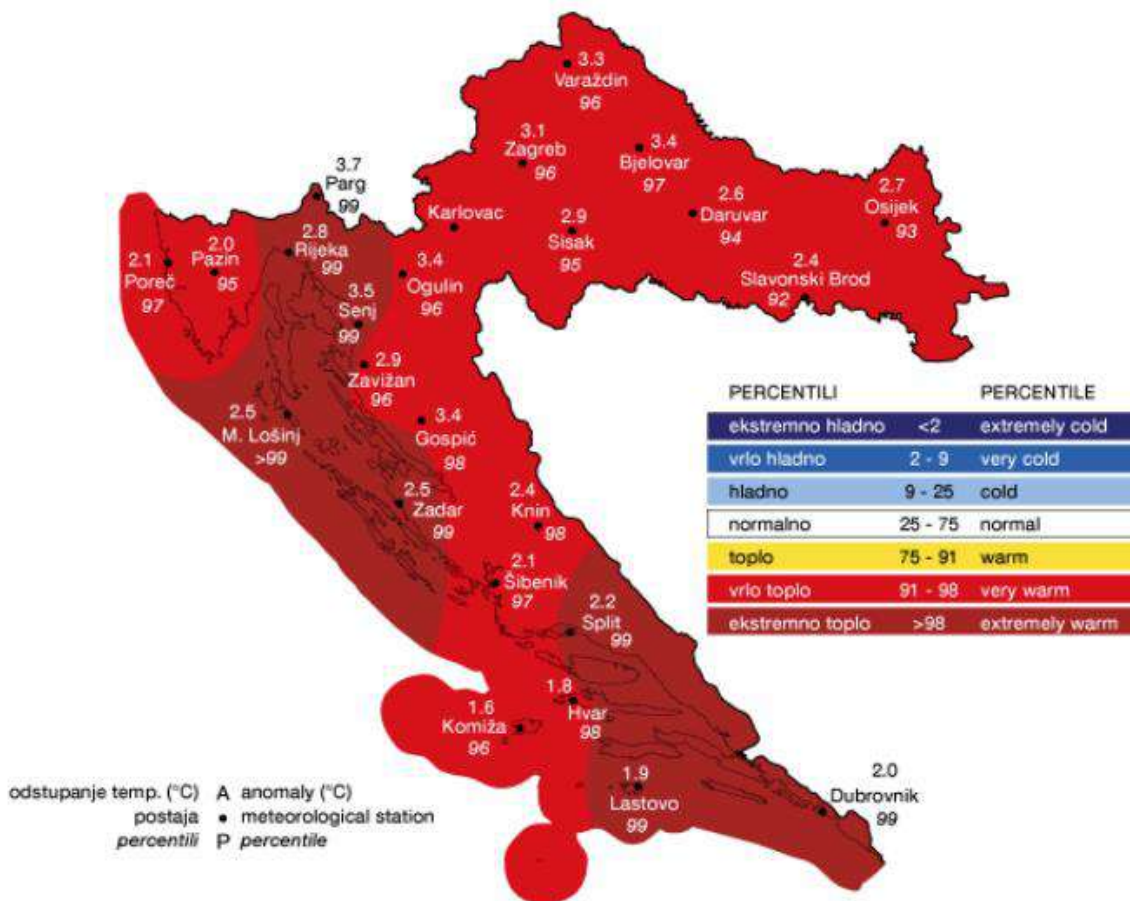 3.3
Varaždin
96
3.1
Zagreb
96
3.4
Bjelovar
97
3.7
Parg
99
2.6
Daruvar
94
2.7
Osijek
93
Karlovac
2.9
Sisak
95
2.8
Rijeka
99
2.0
Pazin
95
2.1
Poreč
97
3.4
Ogulin
96
2.4
Slavonski Brod
92
3.5
Senj
99
2.9
Zavižan
96
2.5
M. Lošinj
>99
3.4
Gospić
98
2.5
Zadar
99
2.4
Knin
98
2.1
Šibenik
97
2.2
Split
99
1.8
Hvar
98
1.6
Komiža
96
1.9
Lastovo
99
2.0
Dubrovnik
99
PERCENTILI PERCENTILE
ekstremno hladno <2 extremely cold
vrlo hladno 2 - 9 very cold
hladno 9 - 25 cold
normalno 25 - 75 normal
toplo 75 - 91 warm
vrlo toplo 91 - 98 very warm
ekstremno toplo >98 extremely warm
odstupanje temp. (°C) A anomaly (°C)
postaja • meteorological station
percentili P percentile